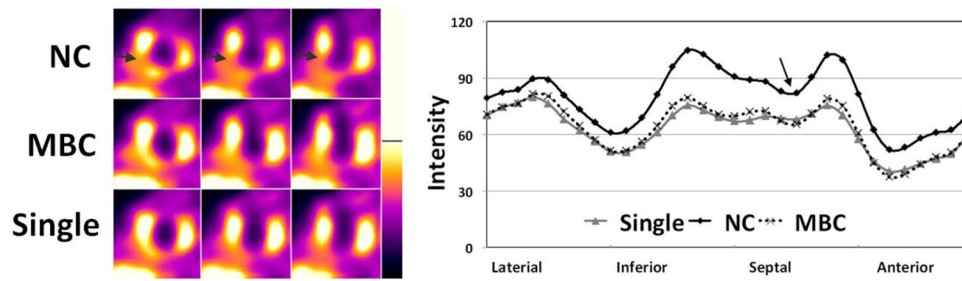 NC
MBC
Single
Intensity
120
90
60
30
0
Single NC MBC
Laterial Inferior Septal Anterior